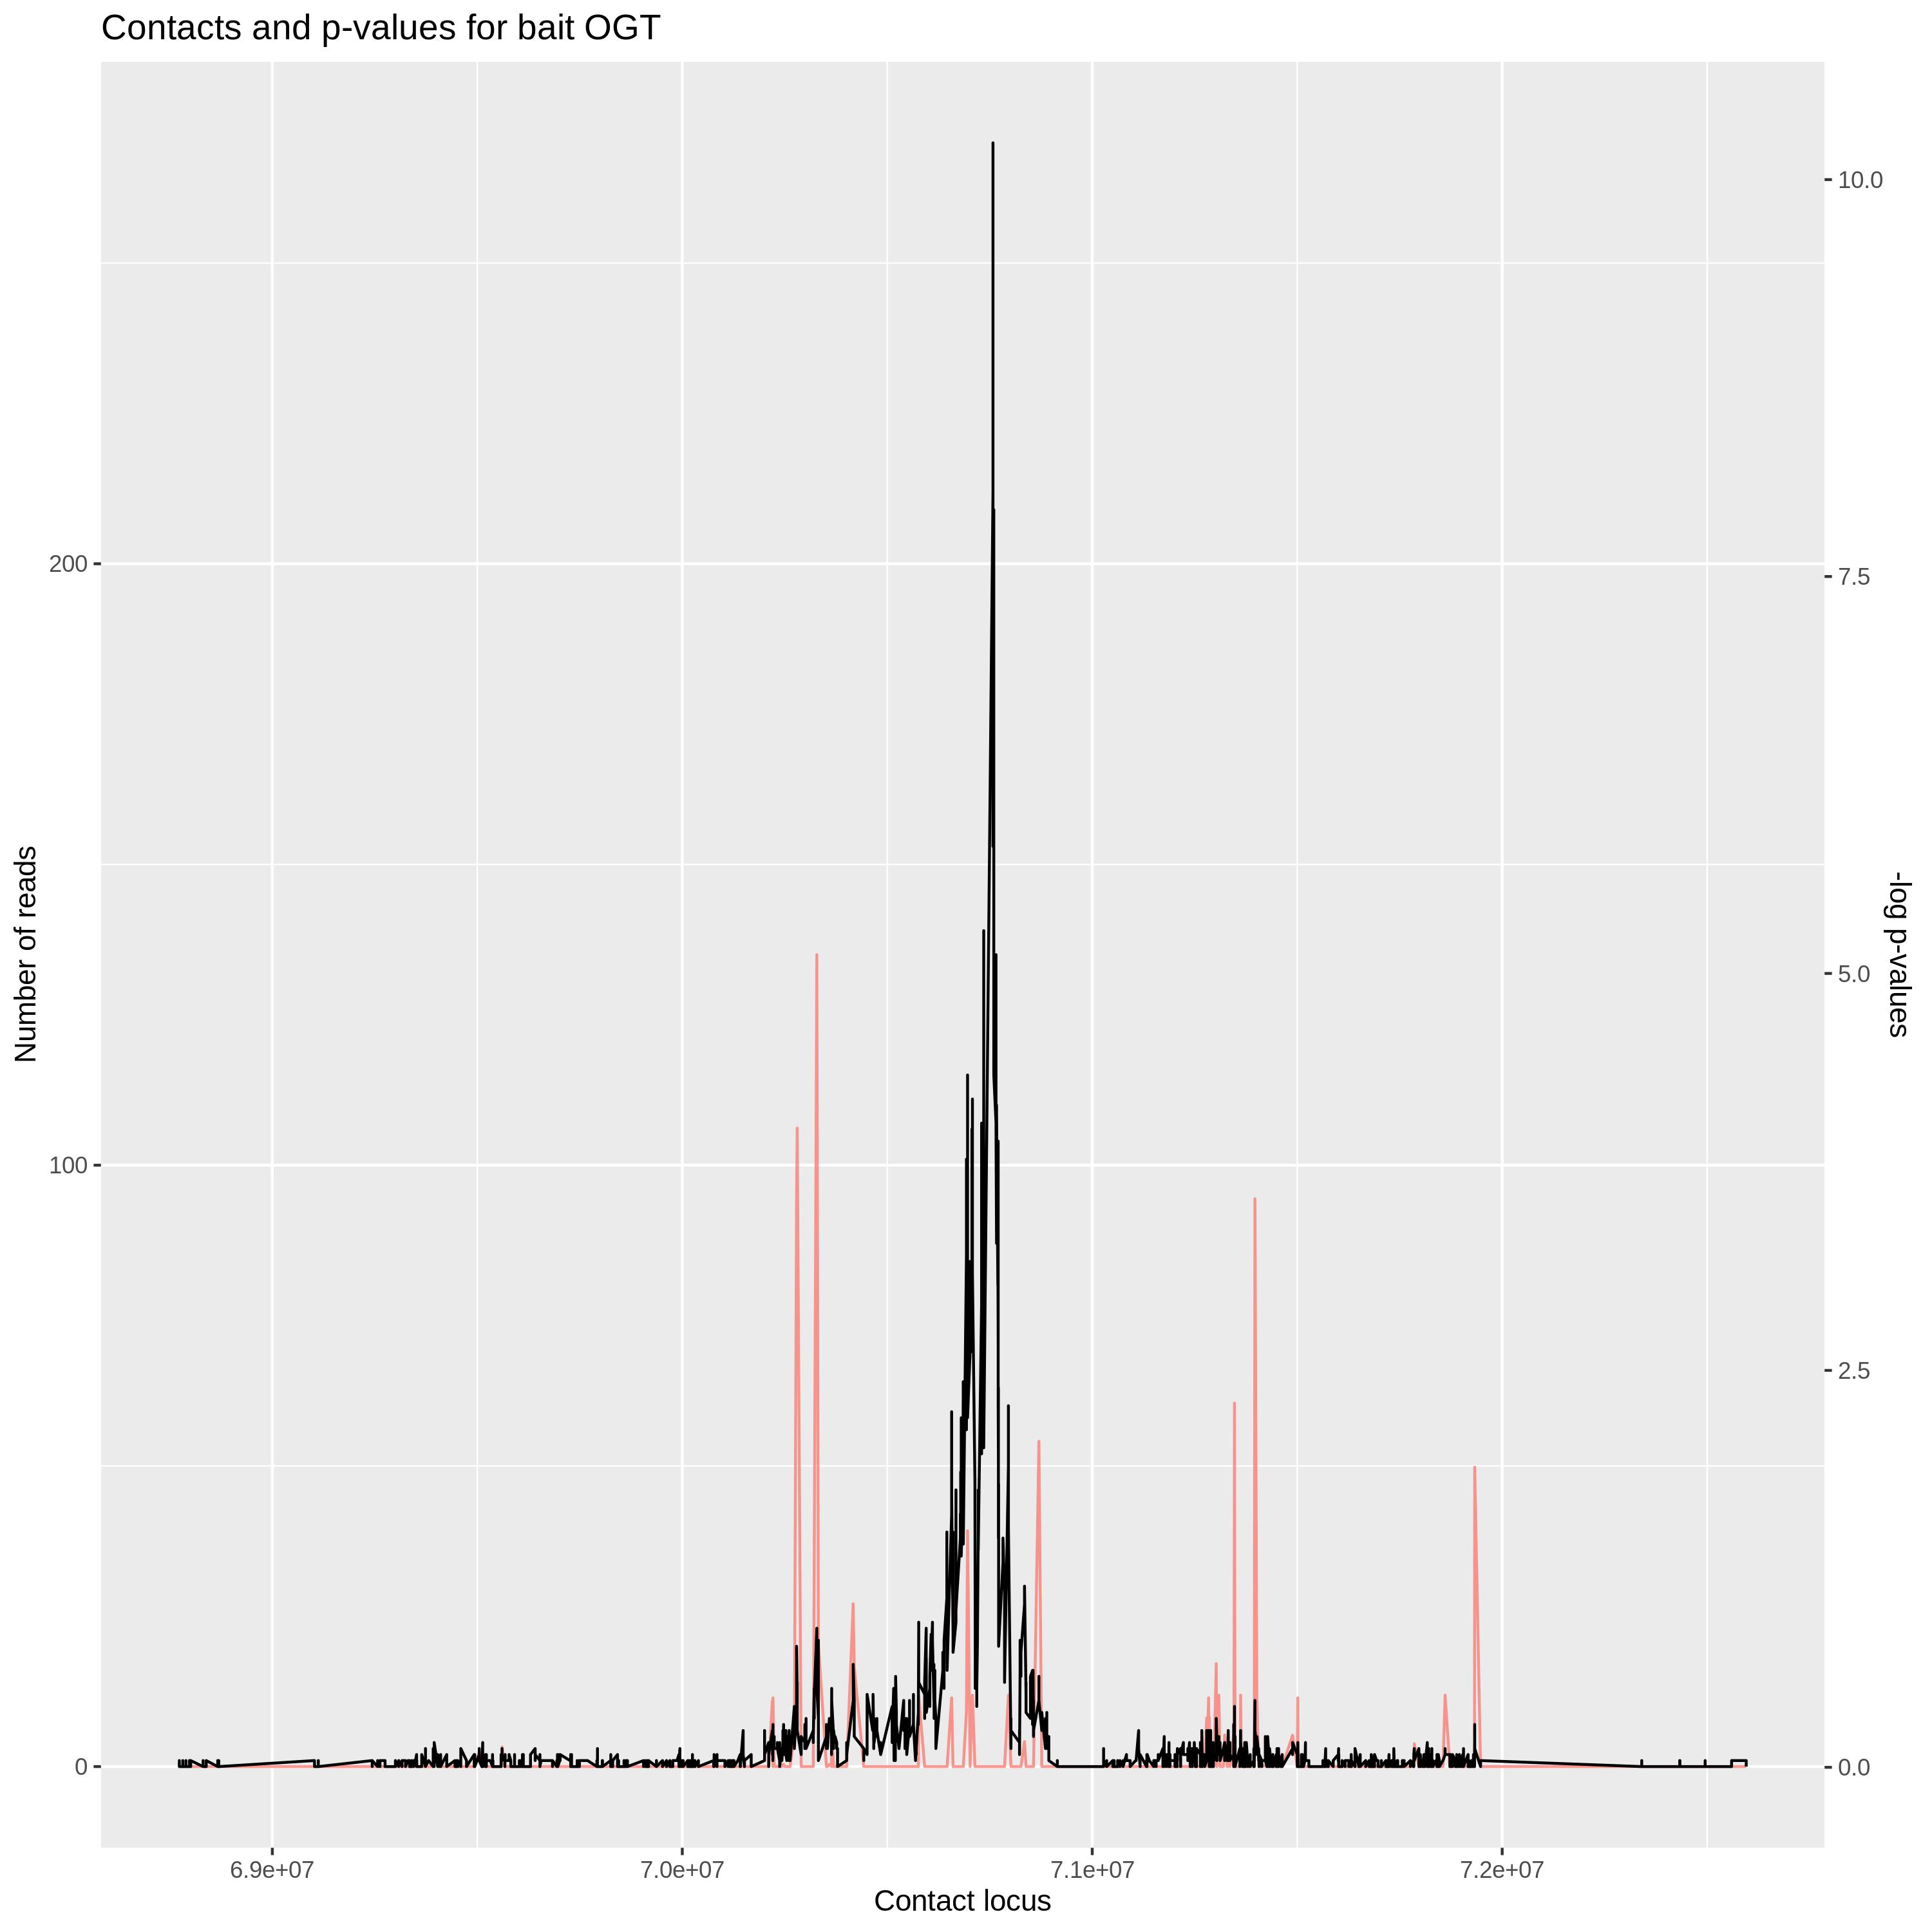 Contacts and p-values for bait OGT
Number of reads
200
100
0
10.0
7.5
5.0
2.5
0.0
-log p-values
6.9e+07
7.0e+07
7.1e+07
7.2e+07
Contact locus